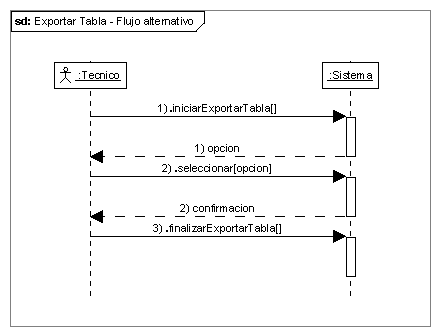 sd: Exportar Tabla - Flujo alternativo
:Tecnico
:Sistema
1) .iniciarExportarTabla[]
1) opcion
2) .seleccionar[opcion]
2) confirmacion
3) .finalizarExportarTabla[]